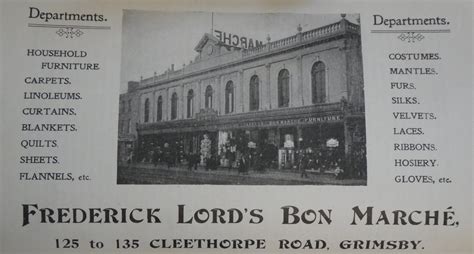 Departments.
HOUSEHOLD
FURNITURE
CARPETS.
LINOLEUMS.
CURTAINS.
BLANKETS.
QUILTS.
SHEETS.
FLANNELS, etc.
MARCHÉ
Departments.
COSTUMES.
MANTLES.
FURS.
SILKS.
VELVETS.
LACES.
RIBBONS.
HOSIERY
GLOVES, etc.
FREDERICK LORD'S BON MARCHÉ,
125 to 135 CLEETHORPE ROAD, GRIMSBY.